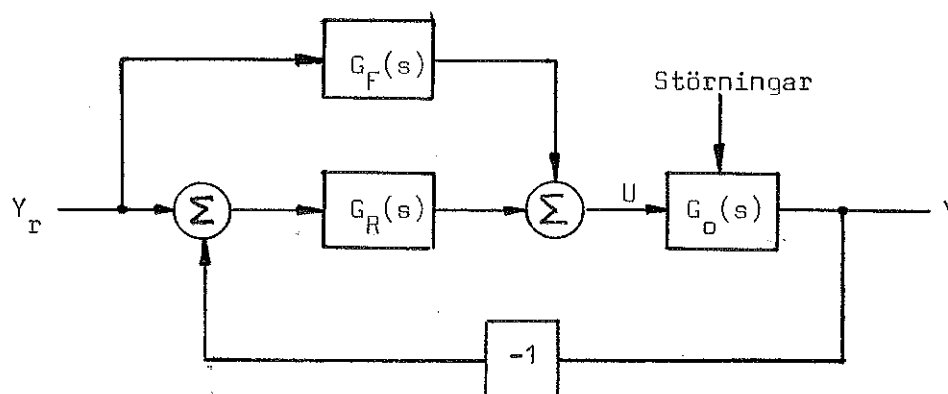 G_F(s)
Störningar
Y_r
Σ
G_R(s)
Σ
U
G_o(s)
Y
-1